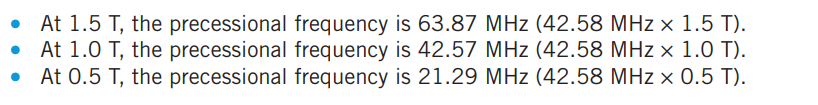 • At 1.5 T, the precessional frequency is 63.87 MHz (42.58 MHz × 1.5 T).
• At 1.0 T, the precessional frequency is 42.57 MHz (42.58 MHz × 1.0 T).
• At 0.5 T, the precessional frequency is 21.29 MHz (42.58 MHz × 0.5 T).